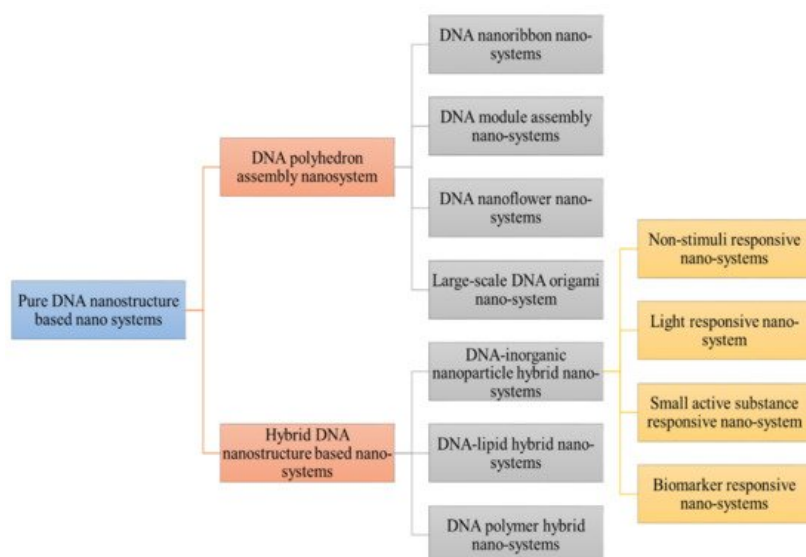 Pure DNA nanostructure
based nano systems
DNA polyhedron
assembly nanosystem
Hybrid DNA
nanostructure based nano-
systems
DNA nanoribbon nano-
systems
DNA module assembly
nano-systems
DNA nanoflower nano-
systems
Large-scale DNA origami
nano-system
DNA-inorganic
nanoparticle hybrid nano-
systems
DNA-lipid hybrid nano-
systems
DNA polymer hybrid
nano-systems
Non-stimuli responsive
nano-systems
Light responsive nano-
system
Small active substance
responsive nano-system
Biomarker responsive
nano-systems